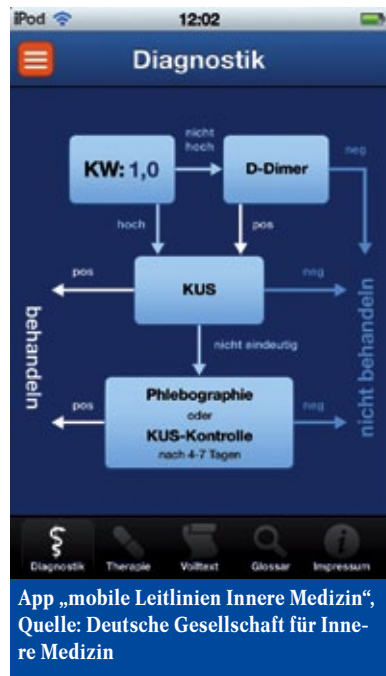 iPod 12:02
Diagnostik
nicht
hoch
KW: 1,0
D-Dimer
neg
hoch
pos
pos
KUS
neg
behandeln
nicht behandeln
nicht eindeutig
Phlebographie
oder
KUS-Kontrolle
nach 4-7 Tagen
pos
neg
Diagnostik Therapie Volltext Glossar Impressum
App „mobile Leitlinien Innere Medizin“,
Quelle: Deutsche Gesellschaft für Inne-
re Medizin